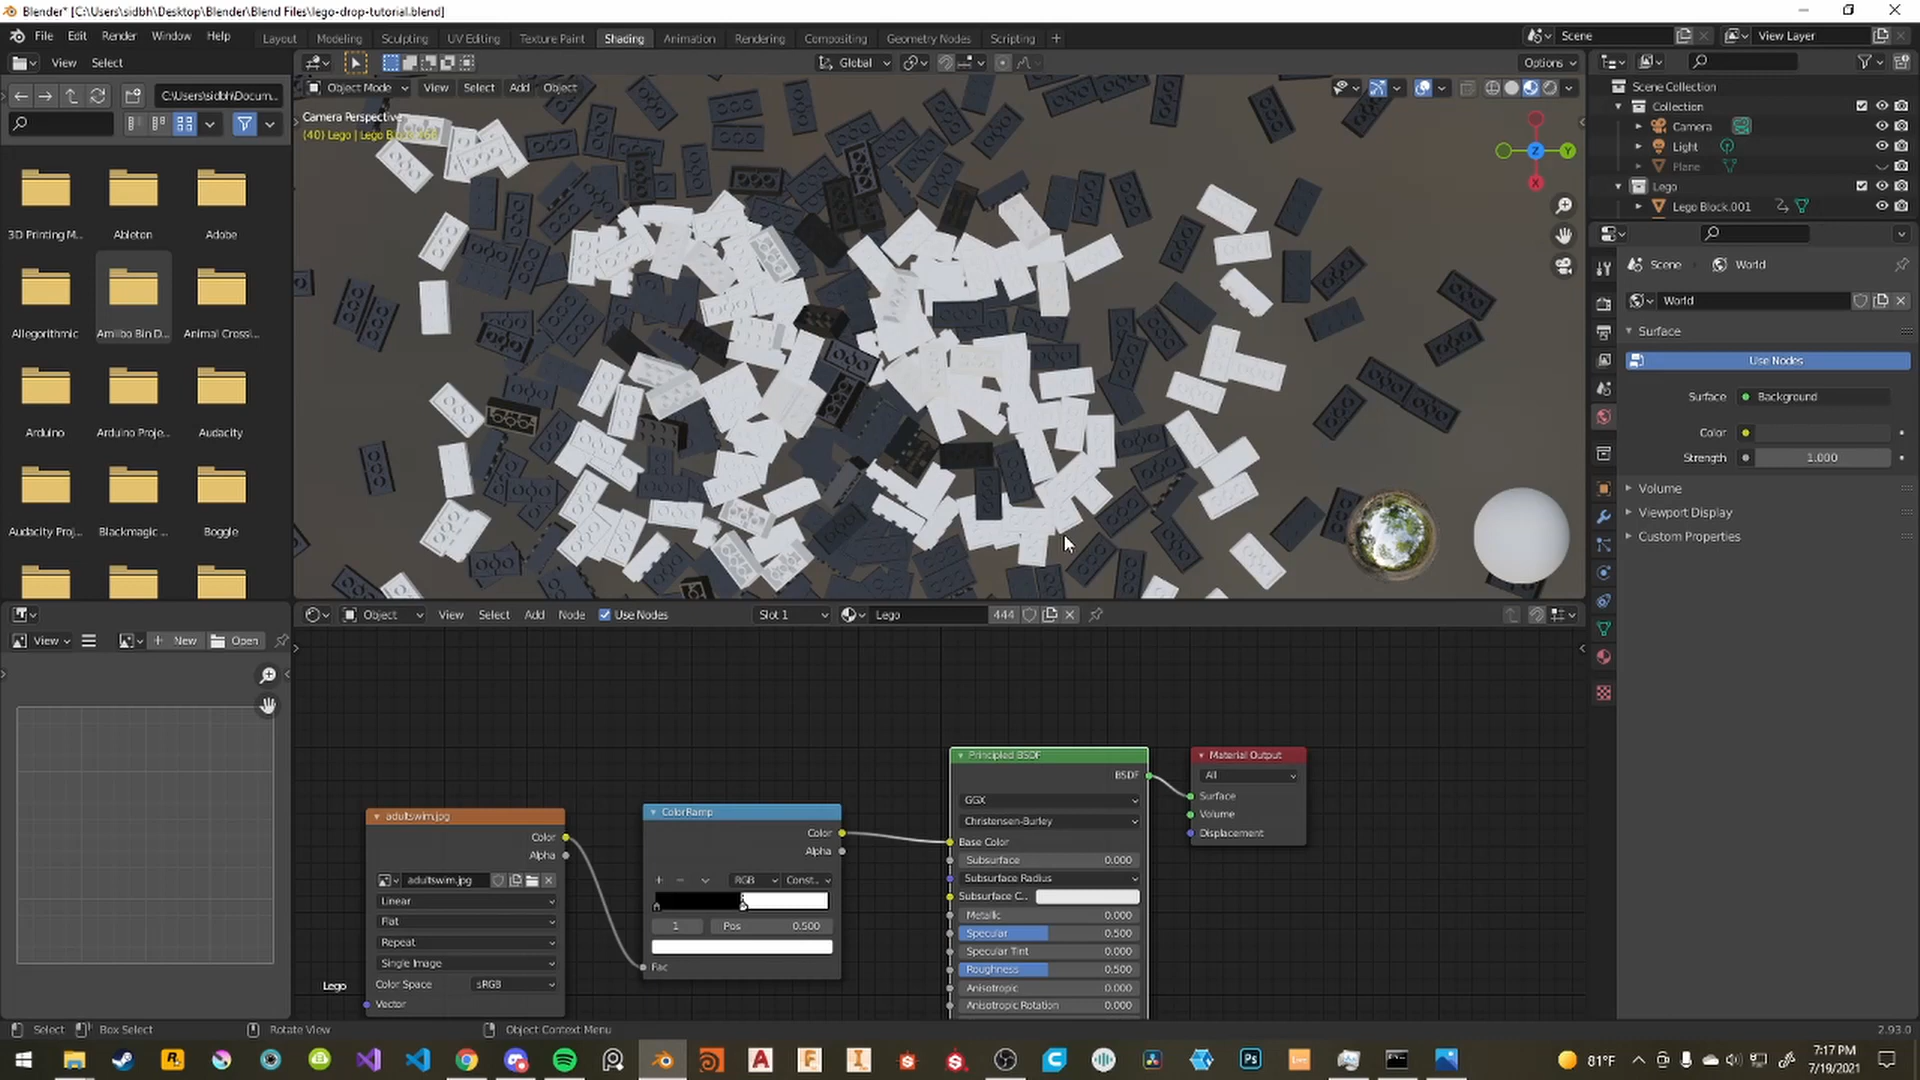 Blender* [C:\Users\sidbh\Desktop\Blender\Blend Files\lego-drop-tutorial.blend]
File Edit Render Window Help
Layout Modeling Sculpting UV Editing Texture Paint Shading Animation Rendering Compositing Geometry Nodes Scripting +
Scene
View Layer
View Select
Global
Options
C:\Users\sidbh\Docum...
Object Mode View Select Add Object
Camera Perspective
(40) Lego | Lego B
Scene Collection
Collection
Camera
Light
Plane
Lego
Lego Block.001
Z
Y
X
3D Printing M...
Ableton
Adobe
Allegorithmic
Amiibo Bin D...
Animal Crossi...
Arduino
Arduino Proje...
Audacity
Audacity Proj...
Blackmagic ...
Boggle
Scene
World
World
Surface
Use Nodes
Surface
Background
Color
Strength
1.000
Volume
Viewport Display
Custom Properties
Object View Select Add Node Use Nodes
Slot 1
Lego
444
View
New
Open
adultswim.jpg
Color
Alpha
adultswim.jpg
Linear
Flat
Repeat
Single Image
Color Space
sRGB
Vector
Lego
ColorRamp
Color
Alpha
+ −
RGB
Const..
1
Pos
0.500
Fac
Principled BSDF
BSDF
GGX
Christensen-Burley
Base Color
Subsurface 0.000
Subsurface Radius
Subsurface C..
Metallic 0.000
Specular 0.500
Specular Tint 0.000
Roughness 0.500
Anisotropic 0.000
Anisotropic Rotation 0.000
Material Output
All
Surface
Volume
Displacement
Select
Box Select
Rotate View
Object Context Menu
2.93.0
81°F
7:17 PM
7/19/2021